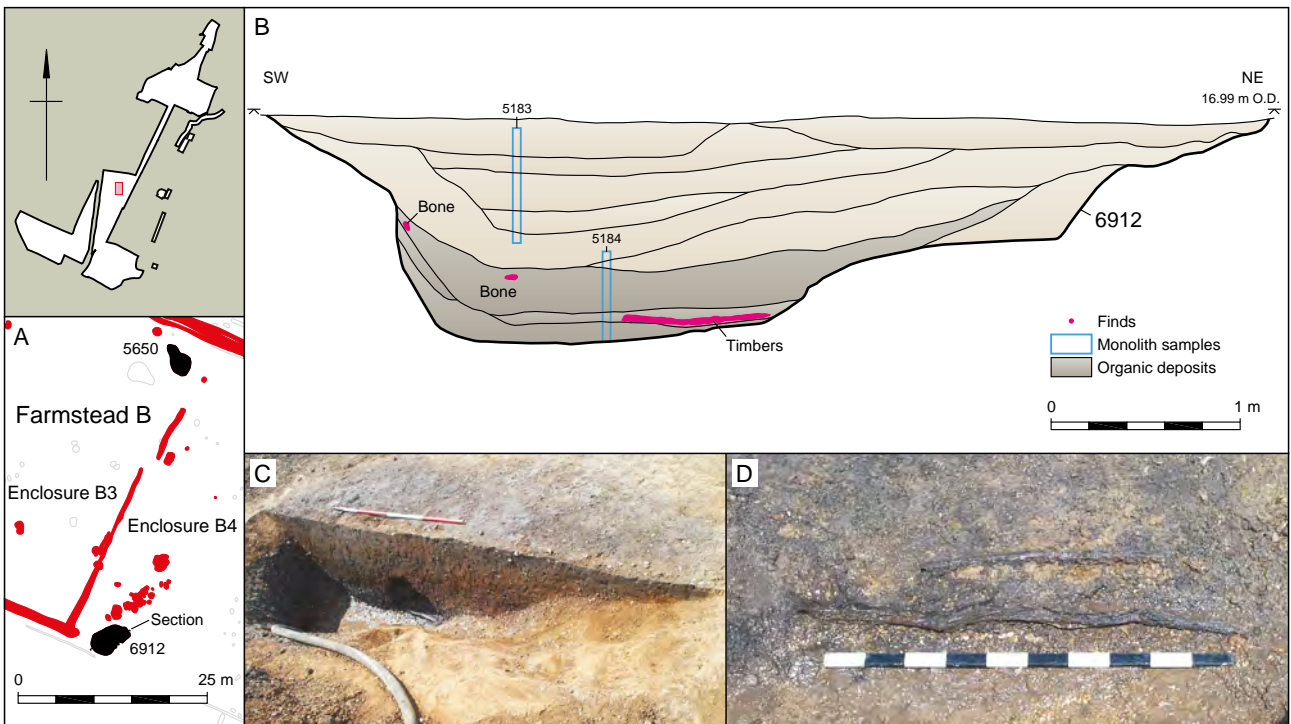 A
5650
Farmstead B
Enclosure B3
Enclosure B4
Section
6912
0 25 m
B
SW
NE
16.99 m O.D.
5183
Bone
5184
6912
Bone
Timbers
Finds
Monolith samples
Organic deposits
0 1 m
C
D